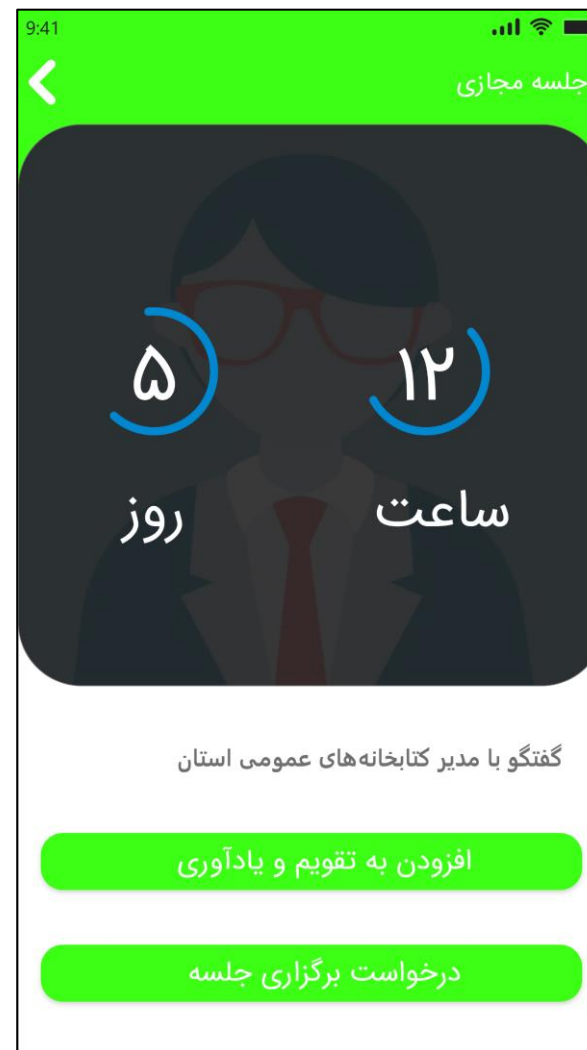 9:41
جلسه مجازی
۱۲
۵
ساعت
روز
گفتگو با مدیر کتابخانه‌های عمومی استان
افزودن به تقویم و یادآوری
درخواست برگزاری جلسه